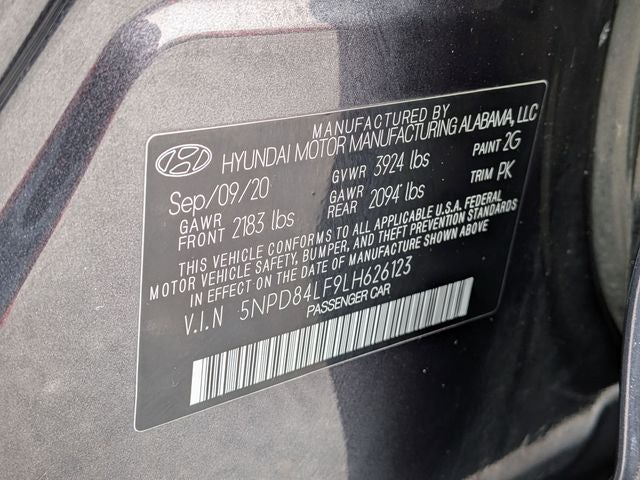 MANUFACTURED BY
HYUNDAI MOTOR MANUFACTURING ALABAMA, LLC
Sep/09/20 GVWR 3924 lbs PAINT 2G
GAWR FRONT 2183 lbs GAWR REAR 2094 lbs TRIM PK
THIS VEHICLE CONFORMS TO ALL APPLICABLE U.S.A. FEDERAL
MOTOR VEHICLE SAFETY, BUMPER, AND THEFT PREVENTION STANDARDS
IN EFFECT ON THE DATE OF MANUFACTURE SHOWN ABOVE
V.I.N 5NPD84LF9LH626123
PASSENGER CAR